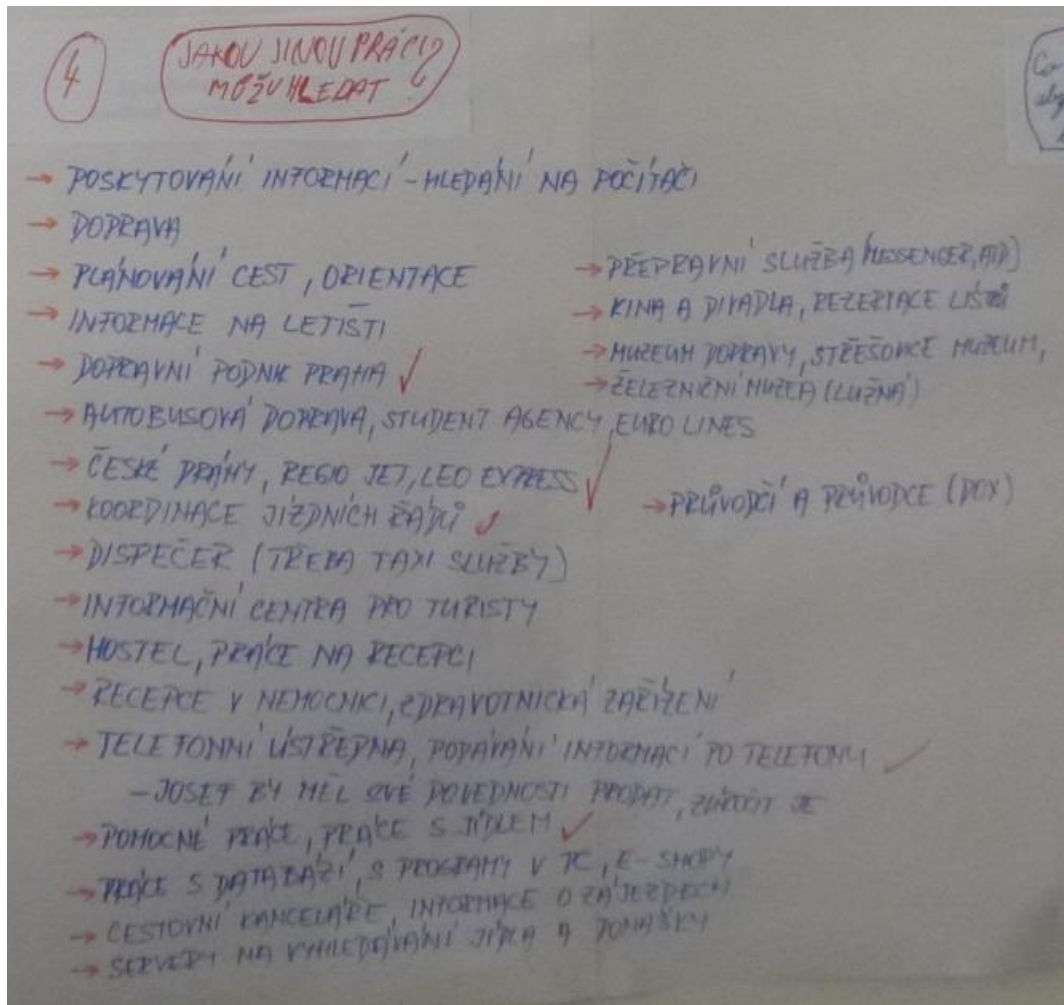 4
JAKOU JINOU PRÁCI
MŮŽU HLEDAT?
→ POSKYTOVÁNÍ INFORMACÍ - HLEDÁNÍ NA POČÍTAČI
→ DOPRAVA
→ PLÁNOVÁNÍ CEST, ORIENTACE
→ INFORMACE NA LETIŠTI
→ DOPRAVNÍ PODNIK PRAHA ✓
→ AUTOBUSOVÁ DOPRAVA, STUDENT AGENCY, EURO LINES
→ ČESKÉ DRÁHY, REGIO JET, LEO EXPRESS ✓
→ KOORDINACE JÍZDNÍCH ŘÁDŮ ✓
→ DISPEČER (TŘEBA TAXI SLUŽBY)
→ INFORMAČNÍ CENTRA PRO TURISTY
→ HOSTEL, PRÁCE NA RECEPCI
→ RECEPCE V NEMOCNICI, ZDRAVOTNICKÁ ZAŘÍZENÍ
→ TELEFONNÍ ÚSTŘEDNA, PODÁVÁNÍ INFORMACÍ PO TELEFONU ✓
- JOSEF BY MĚL SVÉ DOVEDNOSTI PRODAT, ZÚROČIT JE
→ POMOCNÉ PRÁCE, PRÁCE S JÍDLEM ✓
→ PRÁCE S DATABÁZÍ, S PROGRAMY V PC, E-SHOPY
→ CESTOVNÍ KANCELÁŘE, INFORMACE O ZÁJEZDECH
→ SERVERY NA VYHLEDÁVÁNÍ JÍDLA A DONÁŠKY
→ PŘEPRAVNÍ SLUŽBA (MESSENGER, ATD)
→ KINA A DIVADLA, REZERVACE LÍSTKŮ
→ MUZEUM DOPRAVY, STŘEŠOVICE MUZEUM,
→ ŽELEZNIČNÍ MUZEA (LUŽNÁ)
→ PRŮVODČÍ A PRŮVODCE (DOX)
Co